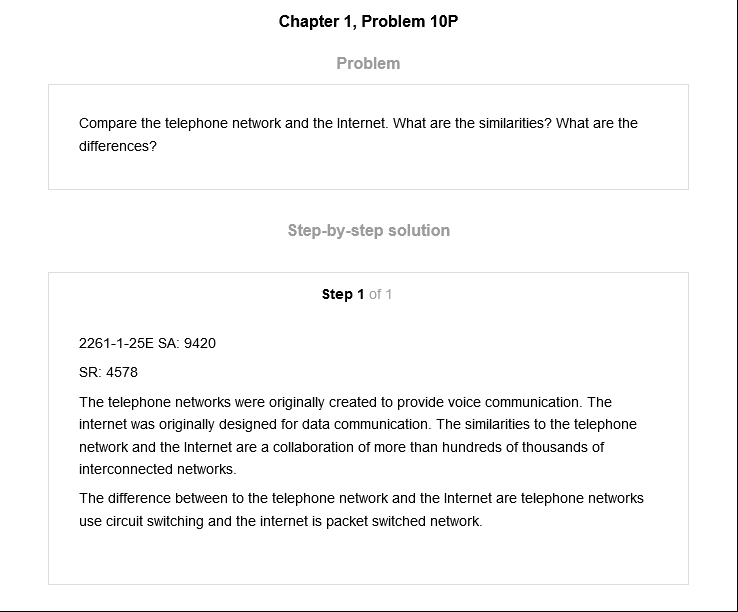 Chapter 1, Problem 10P
Problem
Compare the telephone network and the Internet. What are the similarities? What are the
differences?
Step-by-step solution
Step 1 of 1
2261-1-25E SA: 9420
SR: 4578
The telephone networks were originally created to provide voice communication. The
internet was originally designed for data communication. The similarities to the telephone
network and the Internet are a collaboration of more than hundreds of thousands of
interconnected networks.
The difference between to the telephone network and the Internet are telephone networks
use circuit switching and the internet is packet switched network.